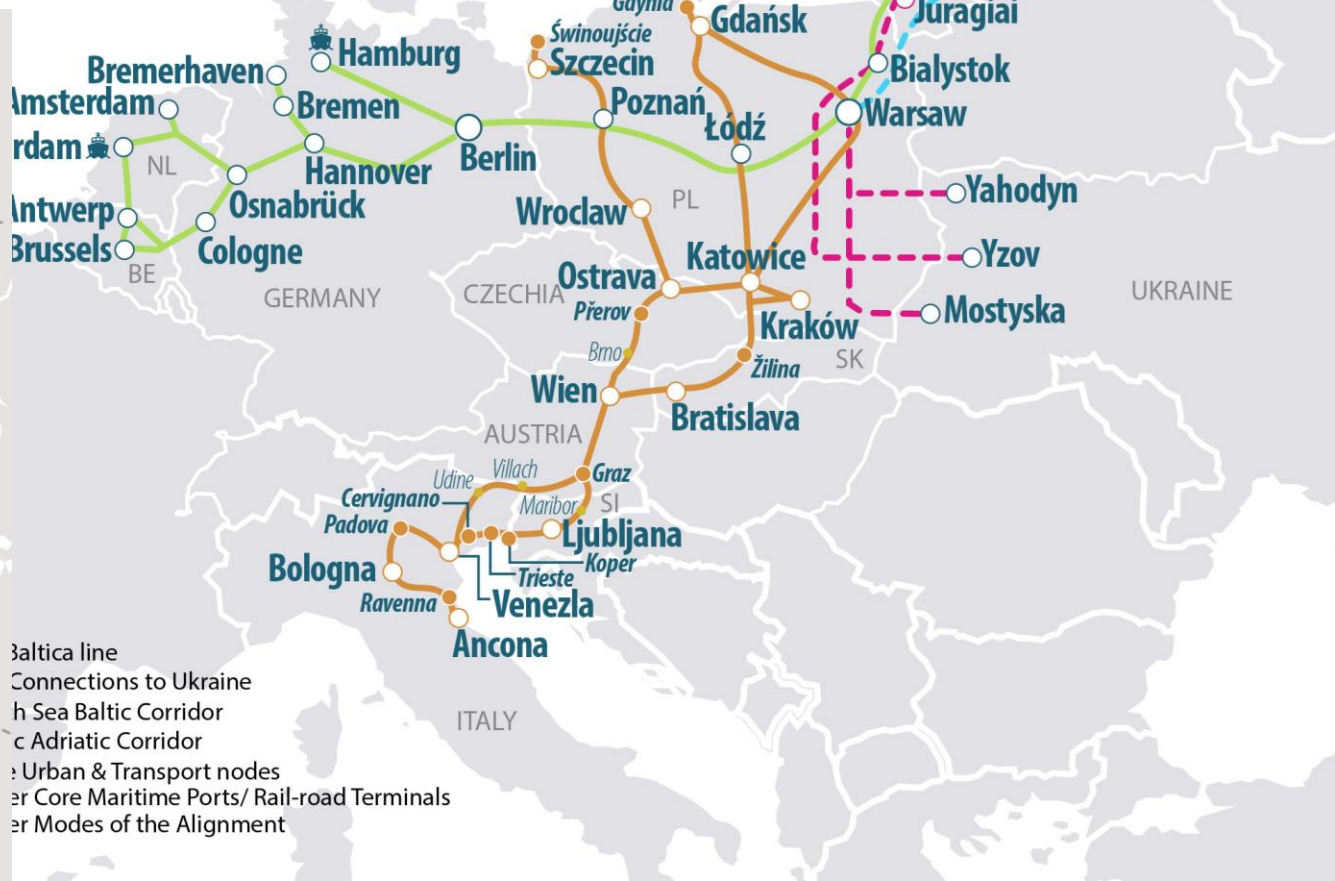 Gdynia
Gdańsk
Juragiai
Świnoujście
Szczecin
Hamburg
Bremerhaven
Bialystok
Amsterdam
Bremen
Poznań
Warsaw
Łódź
rdam
NL
Hannover
Berlin
Yahodyn
Antwerp
Osnabrück
Wroclaw
PL
Brussels
Cologne
Katowice
Yzov
BE
GERMANY
CZECHIA
Ostrava
UKRAINE
Přerov
Kraków
Mostyska
Brno
SK
Žilina
Wien
Bratislava
AUSTRIA
Udine
Villach
Graz
Cervignano
Maribor
SI
Padova
Ljubljana
Bologna
Koper
Trieste
Ravenna
Venezla
Ancona
ITALY
Baltica line
Connections to Ukraine
h Sea Baltic Corridor
c Adriatic Corridor
e Urban & Transport nodes
er Core Maritime Ports/ Rail-road Terminals
er Modes of the Alignment